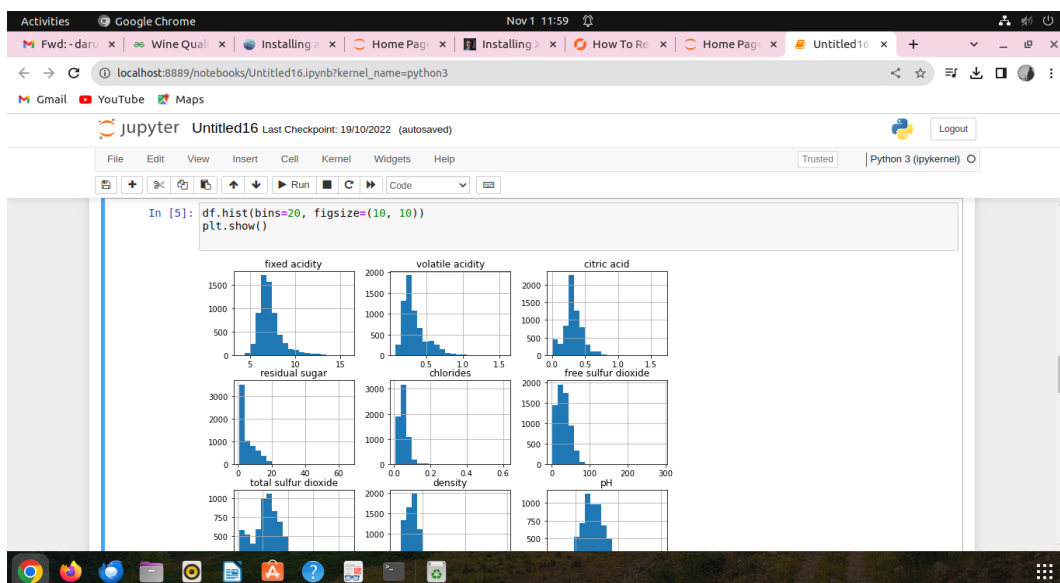 Activities Google Chrome Nov 1 11:59
Fwd: - daru Wine Quali Installing a Home Page Installing X How To Re Home Page Untitled16
localhost:8889/notebooks/Untitled16.ipynb?kernel_name=python3
Gmail YouTube Maps
jupyter Untitled16 Last Checkpoint: 19/10/2022 (autosaved) Logout
File Edit View Insert Cell Kernel Widgets Help Trusted Python 3 (ipykernel)
Run Code
In [5]: df.hist(bins=20, figsize=(10, 10))
plt.show()
fixed acidity volatile acidity citric acid
1500 1000 500 0
5 10 15
2000 1500 1000 500 0
0.5 1.0 1.5
2000 1500 1000 500 0
0.0 0.5 1.0 1.5
residual sugar chlorides free sulfur dioxide
3000 2000 1000 0
0 20 40 60
3000 2000 1000 0
0.0 0.2 0.4 0.6
2000 1500 1000 500 0
0 100 200 300
total sulfur dioxide density pH
1000 750 500
2000 1500 1000
1000 750 500